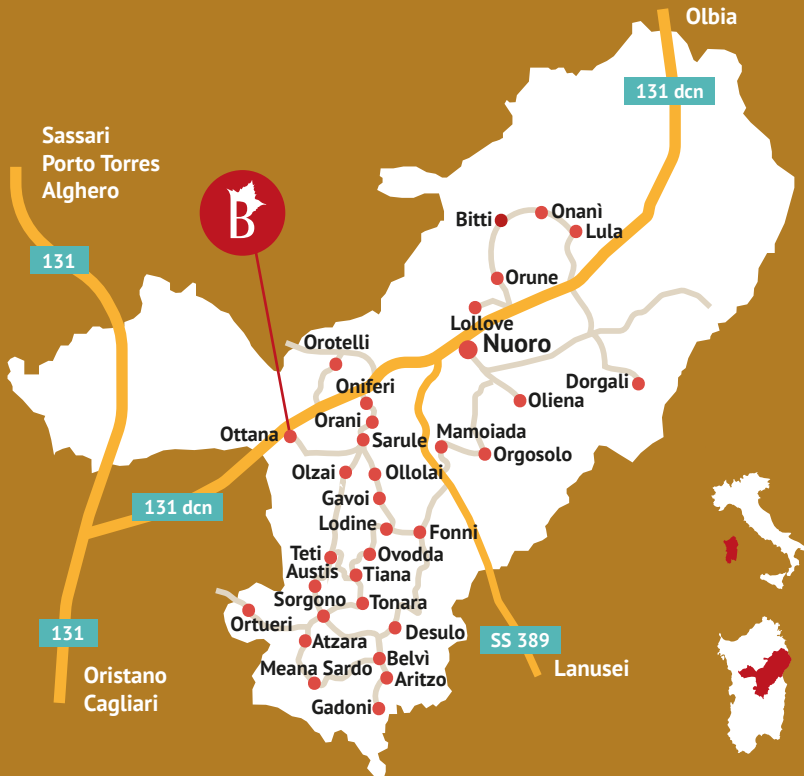 Olbia
131 dcn
Sassari
Porto Torres
Alghero
B
Bitti
Onanì
Lula
131
Orune
Lollove
Nuoro
Orotelli
Oniferi
Dorgali
Oliena
Orani
Ottana
Sarule
Mamoiada
Orgosolo
Olzai
Ollolai
Gavoi
131 dcn
Lodine
Fonni
Teti
Ovodda
Austis
Tiana
Sorgono
Tonara
Ortueri
Desulo
131
Atzara
SS 389
Belvì
Meana Sardo
Lanusei
Aritzo
Oristano
Cagliari
Gadoni